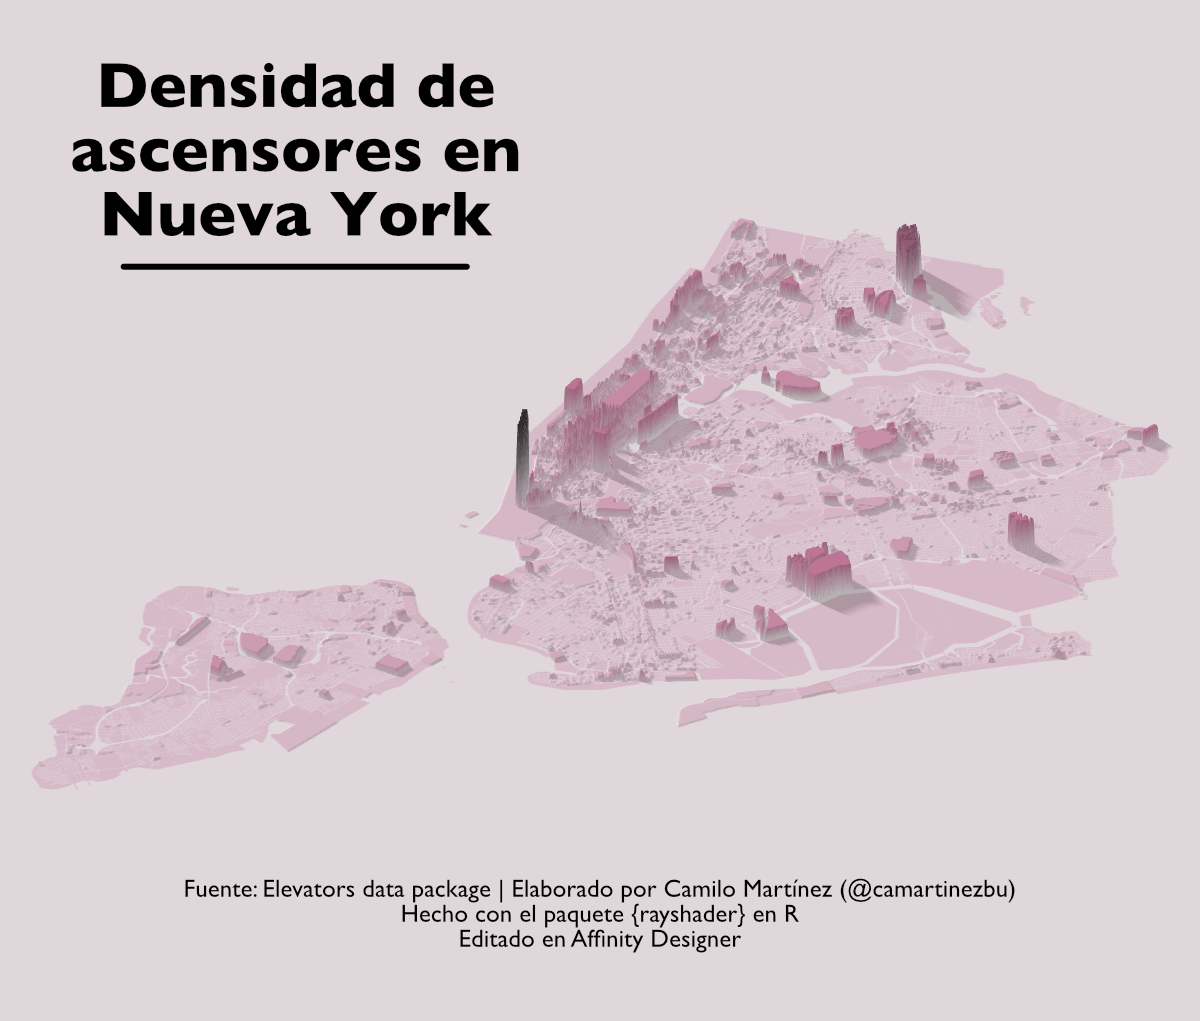 Densidad de
ascensores en
Nueva York
Fuente: Elevators data package | Elaborado por Camilo Martínez (@camartinezbu)
Hecho con el paquete {rayshader} en R
Editado en Affinity Designer